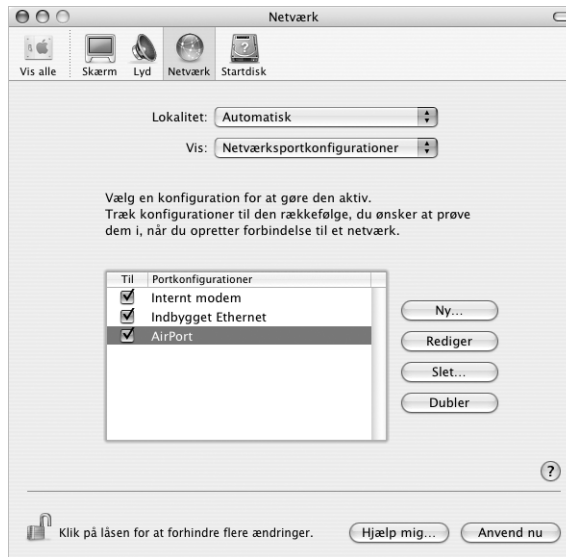 Netværk
Vis alle Skærm Lyd Netværk Startdisk
Lokalitet: Automatisk
Vis: Netværksportkonfigurationer
Vælg en konfiguration for at gøre den aktiv.
Træk konfigurationer til den rækkefølge, du ønsker at prøve
dem i, når du opretter forbindelse til et netværk.
Til Portkonfigurationer
Internt modem
Indbygget Ethernet
AirPort
Ny...
Rediger
Slet...
Dubler
?
Klik på låsen for at forhindre flere ændringer. Hjælp mig... Anvend nu